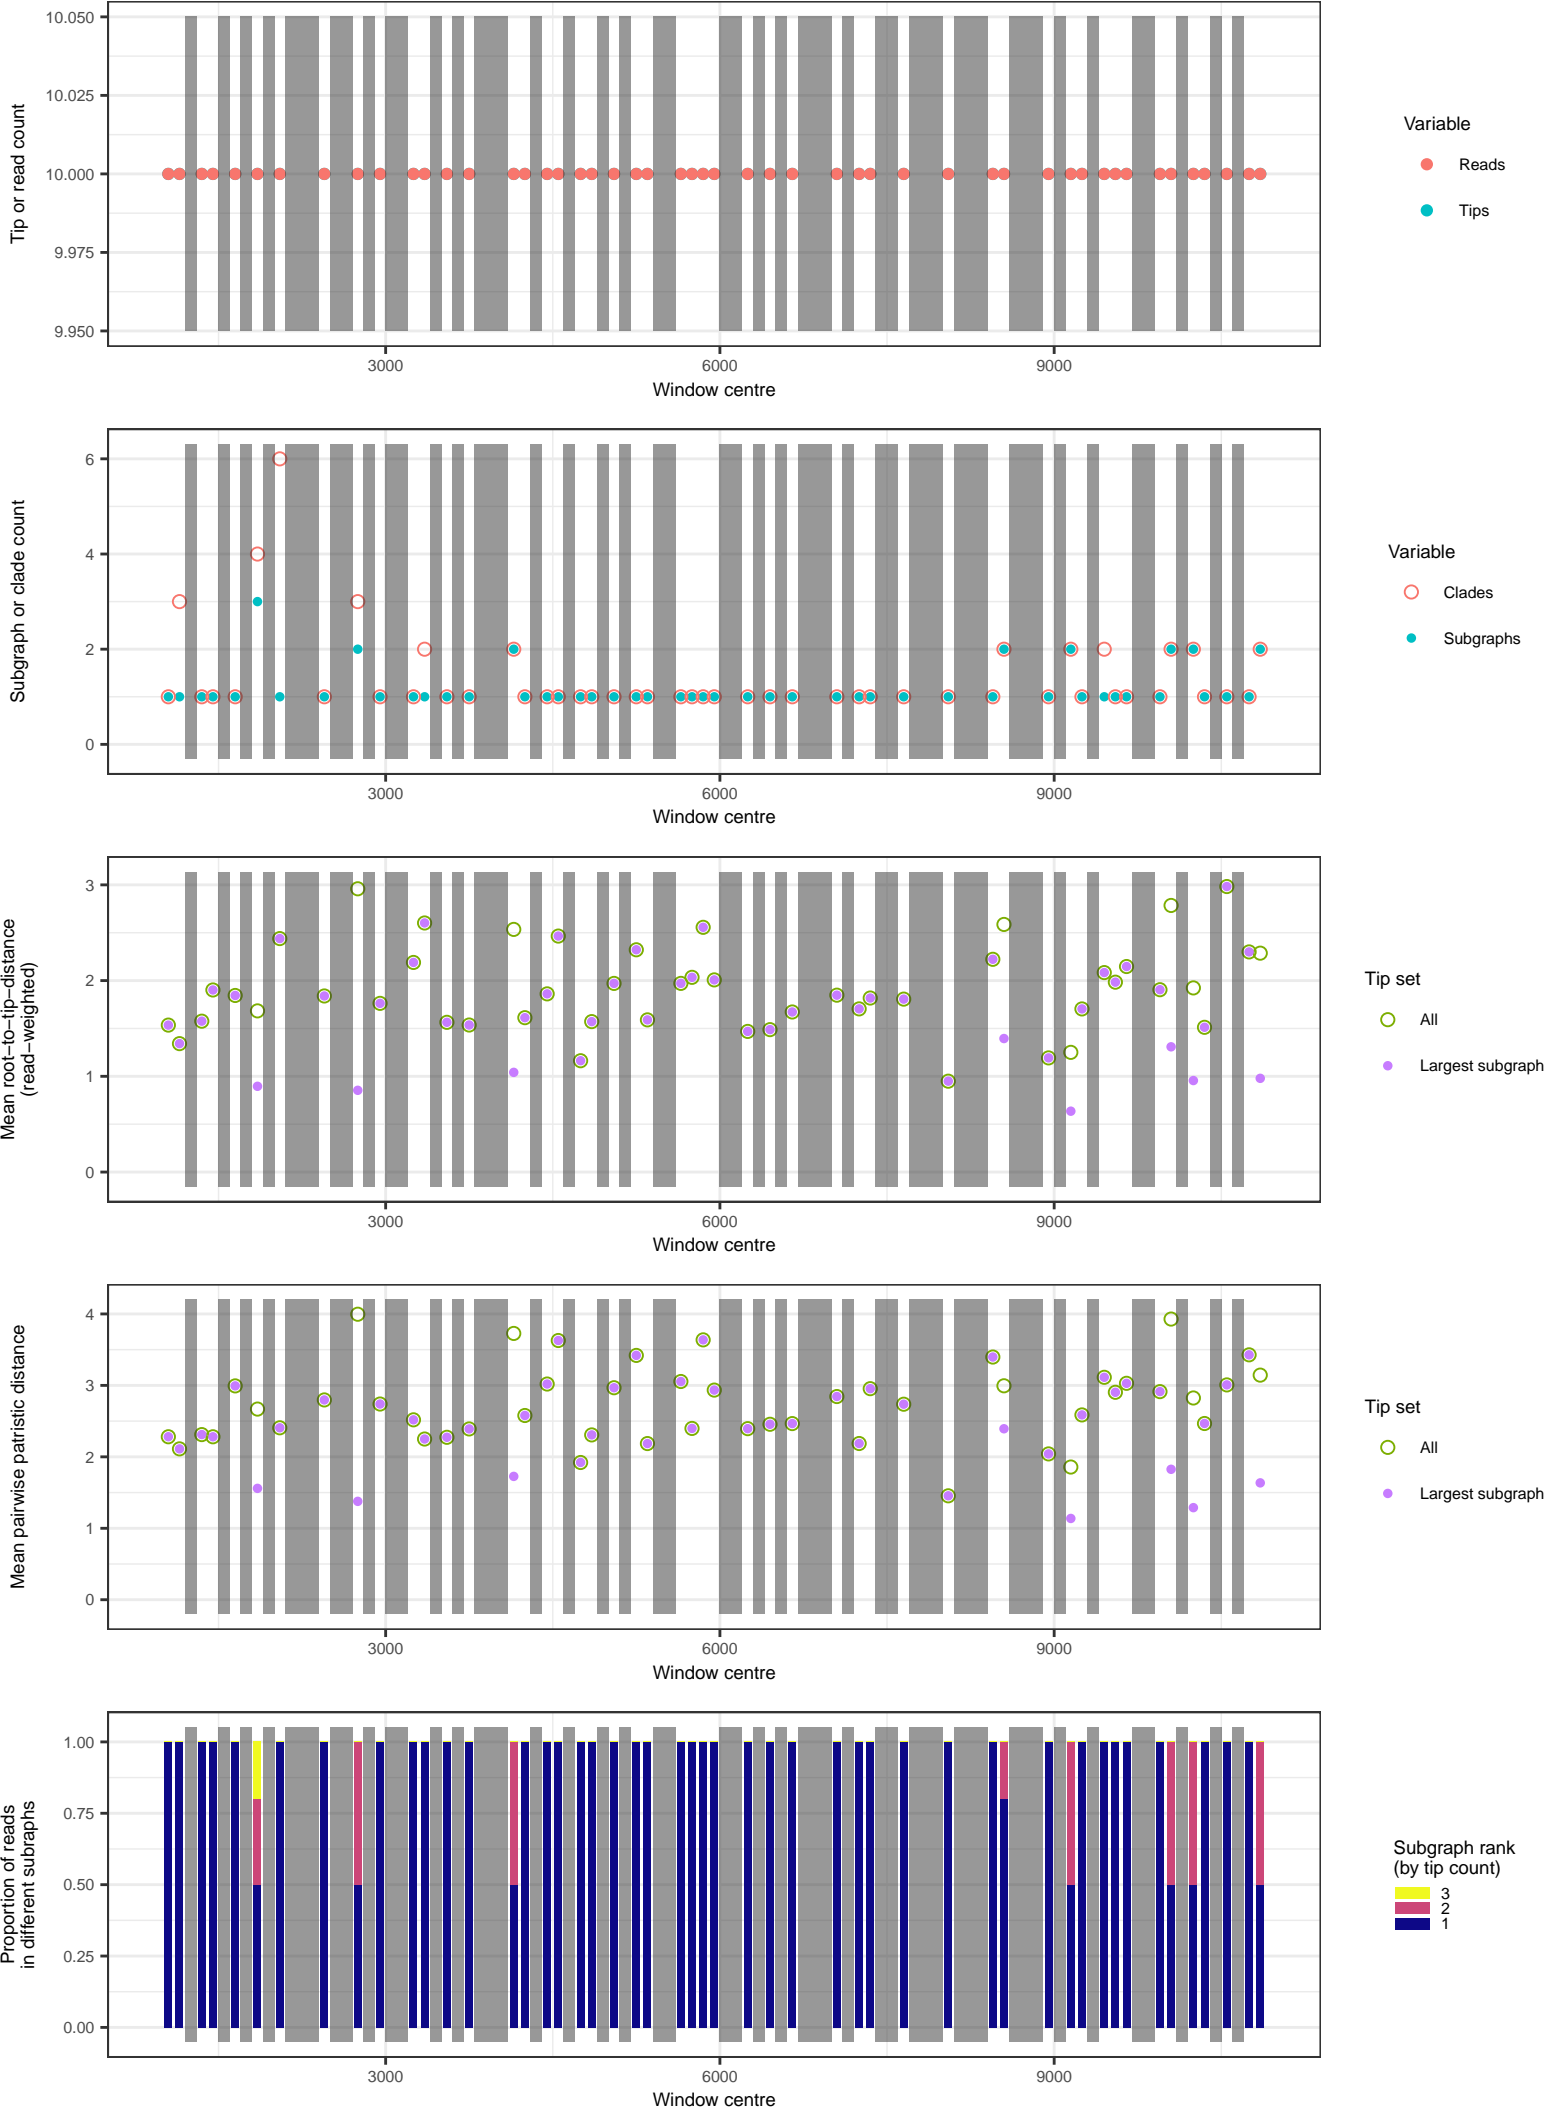 10.050
10.025
10.000
9.975
9.950
Tip or read count
3000
6000
9000
Window centre
Variable
Reads
Tips
6
4
2
0
Subgraph or clade count
3000
6000
9000
Window centre
Variable
Clades
Subgraphs
3
2
1
0
Mean root−to−tip−distance
(read−weighted)
3000
6000
9000
Window centre
Tip set
All
Largest subgraph
4
3
2
1
0
Mean pairwise patristic distance
3000
6000
9000
Window centre
Tip set
All
Largest subgraph
1.00
0.75
0.50
0.25
0.00
Proportion of reads
in different subraphs
3000
6000
9000
Window centre
Subgraph rank
(by tip count)
3
2
1